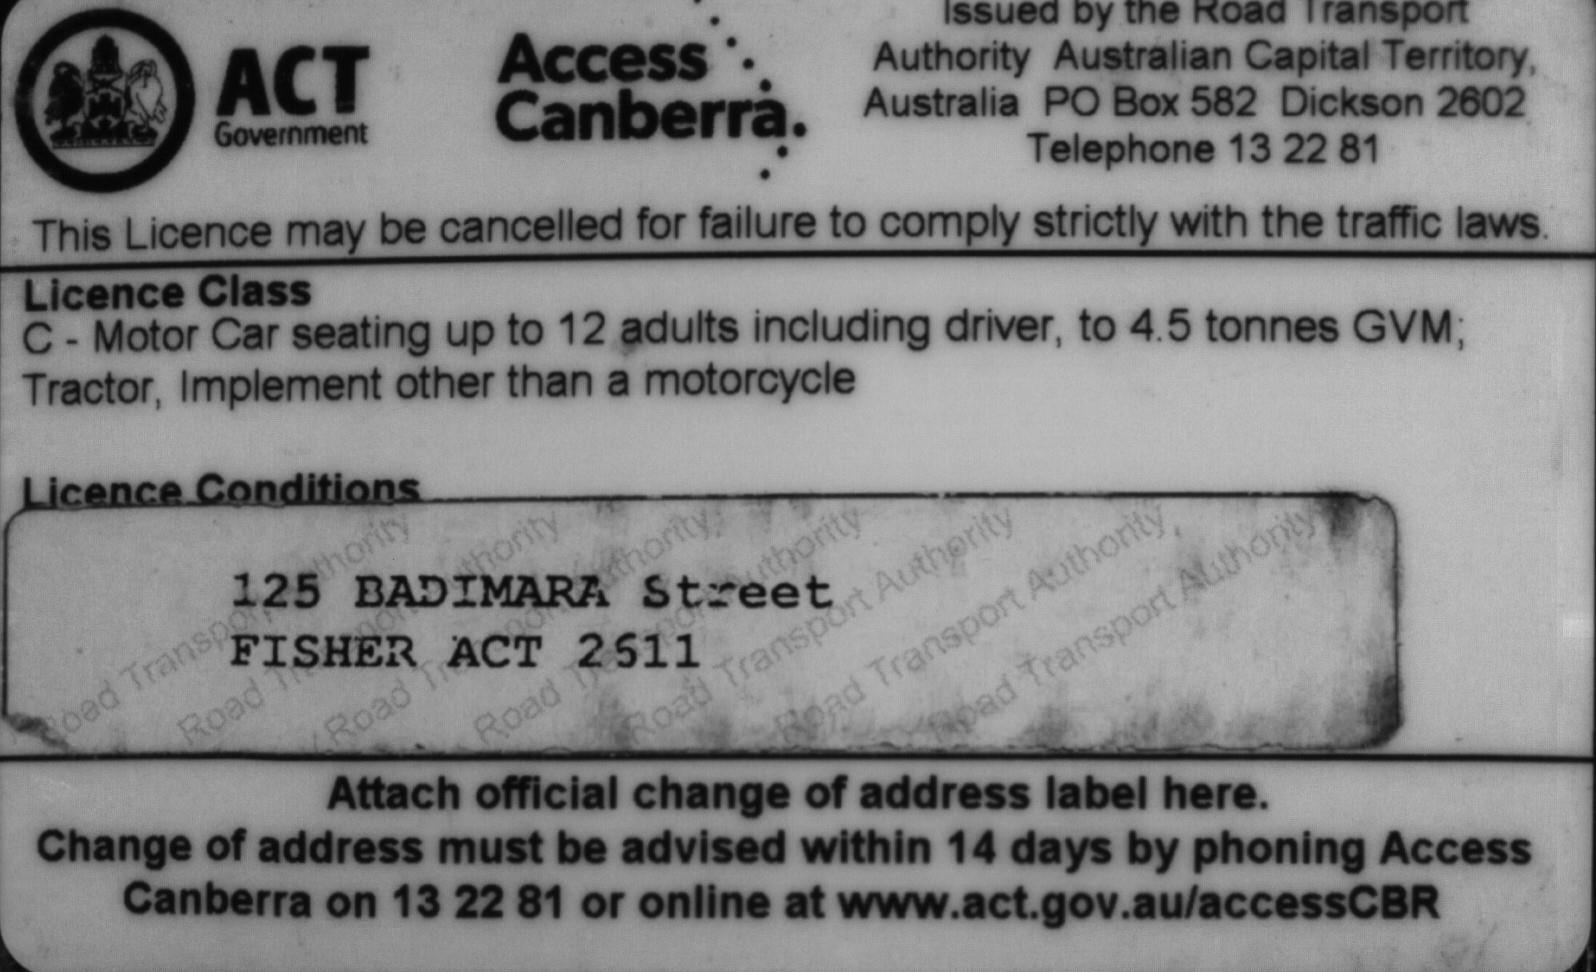 ACT
Government
Access
Canberra.
Issued by the Road Transport
Authority Australian Capital Territory,
Australia PO Box 582 Dickson 2602
Telephone 13 22 81
This Licence may be cancelled for failure to comply strictly with the traffic laws.
Licence Class
C - Motor Car seating up to 12 adults including driver, to 4.5 tonnes GVM;
Tractor, Implement other than a motorcycle
Licence Conditions
125 BADIMARA Street
FISHER ACT 2611
Road Transport Authority
Road Transport Authority
Road Transport Authority
Road Transport Authority
Road Transport Authority
Road Transport Authority
Road Transport Authority
Attach official change of address label here.
Change of address must be advised within 14 days by phoning Access
Canberra on 13 22 81 or online at www.act.gov.au/accessCBR